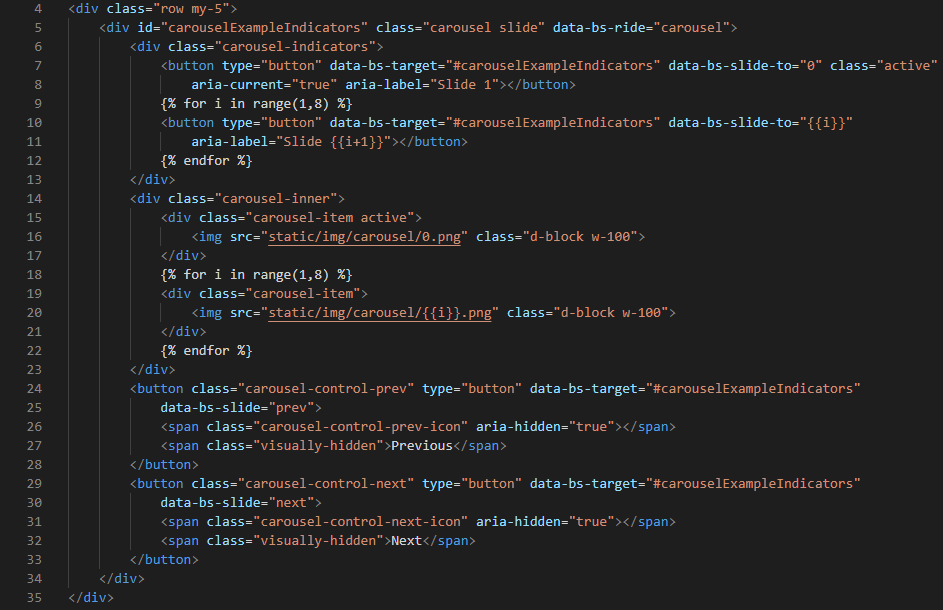 4 <div class="row my-5">
5 <div id="carouselExampleIndicators" class="carousel slide" data-bs-ride="carousel">
6 <div class="carousel-indicators">
7 <button type="button" data-bs-target="#carouselExampleIndicators" data-bs-slide-to="0" class="active"
8 aria-current="true" aria-label="Slide 1"></button>
9 {% for i in range(1,8) %}
10 <button type="button" data-bs-target="#carouselExampleIndicators" data-bs-slide-to="{{i}}"
11 aria-label="Slide {{i+1}}"></button>
12 {% endfor %}
13 </div>
14 <div class="carousel-inner">
15 <div class="carousel-item active">
16 <img src="static/img/carousel/0.png" class="d-block w-100">
17 </div>
18 {% for i in range(1,8) %}
19 <div class="carousel-item">
20 <img src="static/img/carousel/{{i}}.png" class="d-block w-100">
21 </div>
22 {% endfor %}
23 </div>
24 <button class="carousel-control-prev" type="button" data-bs-target="#carouselExampleIndicators"
25 data-bs-slide="prev">
26 <span class="carousel-control-prev-icon" aria-hidden="true"></span>
27 <span class="visually-hidden">Previous</span>
28 </button>
29 <button class="carousel-control-next" type="button" data-bs-target="#carouselExampleIndicators"
30 data-bs-slide="next">
31 <span class="carousel-control-next-icon" aria-hidden="true"></span>
32 <span class="visually-hidden">Next</span>
33 </button>
34 </div>
35 </div>